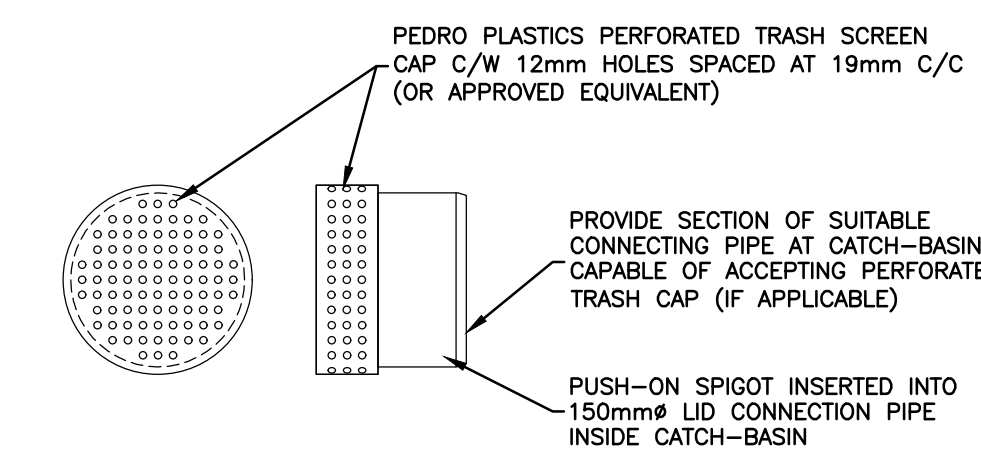 PEDRO PLASTICS PERFORATED TRASH SCREEN
CAP C/W 12mm HOLES SPACED AT 19mm C/C
(OR APPROVED EQUIVALENT)
PROVIDE SECTION OF SUITABLE
CONNECTING PIPE AT CATCH-BASIN
CAPABLE OF ACCEPTING PERFORATE
TRASH CAP (IF APPLICABLE)
PUSH-ON SPIGOT INSERTED INTO
150mmø LID CONNECTION PIPE
INSIDE CATCH-BASIN